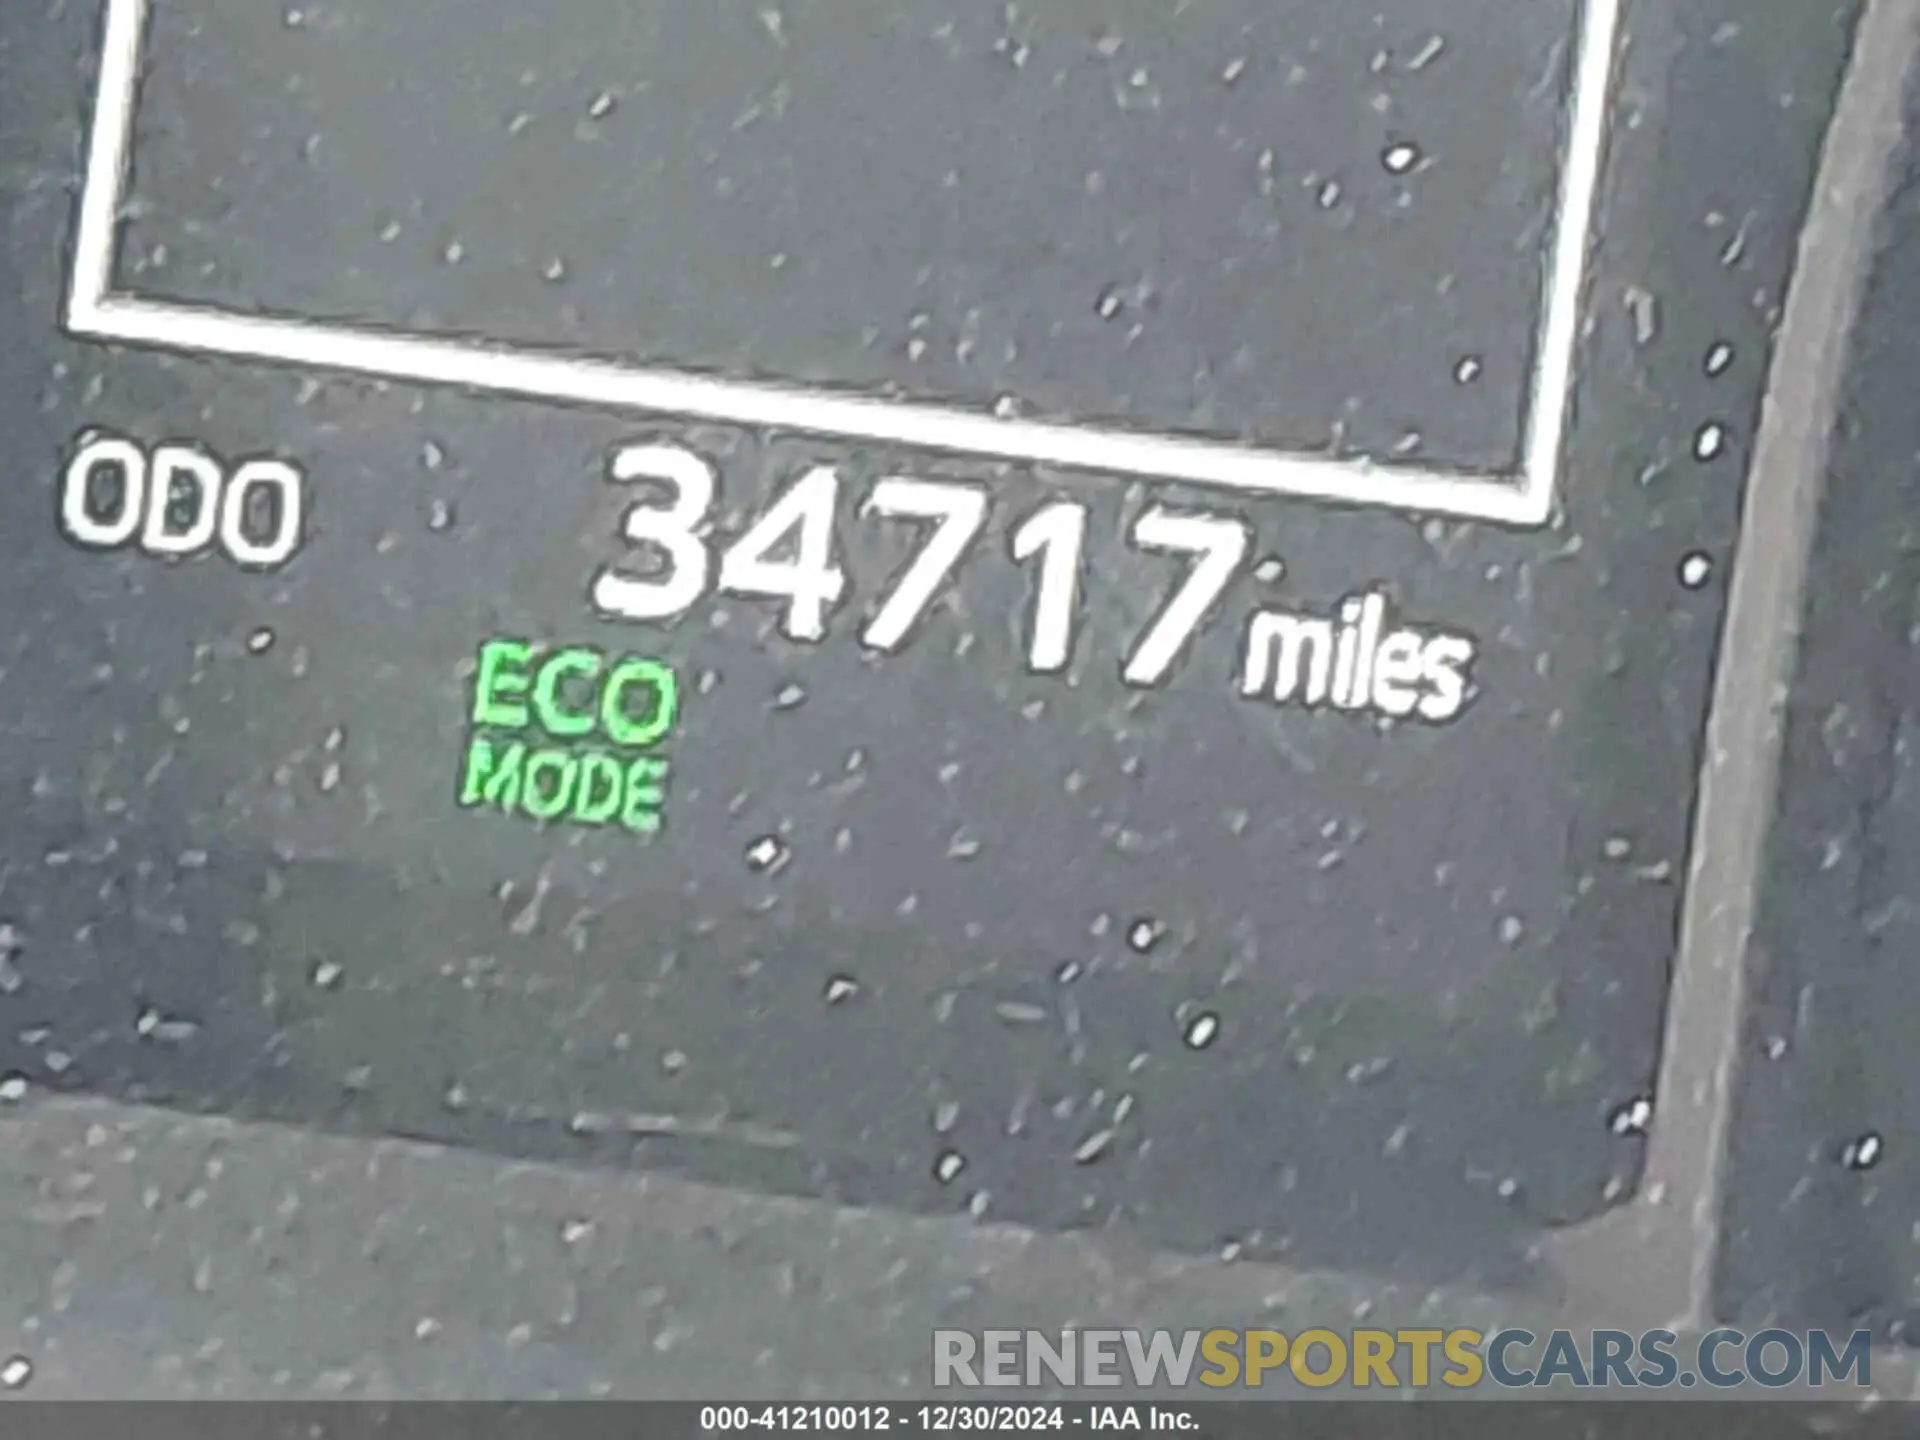 ODO 34717 miles
ECO
MODE
RENEWSPORTSCARS.COM
000-41210012 - 12/30/2024 - IAA Inc.